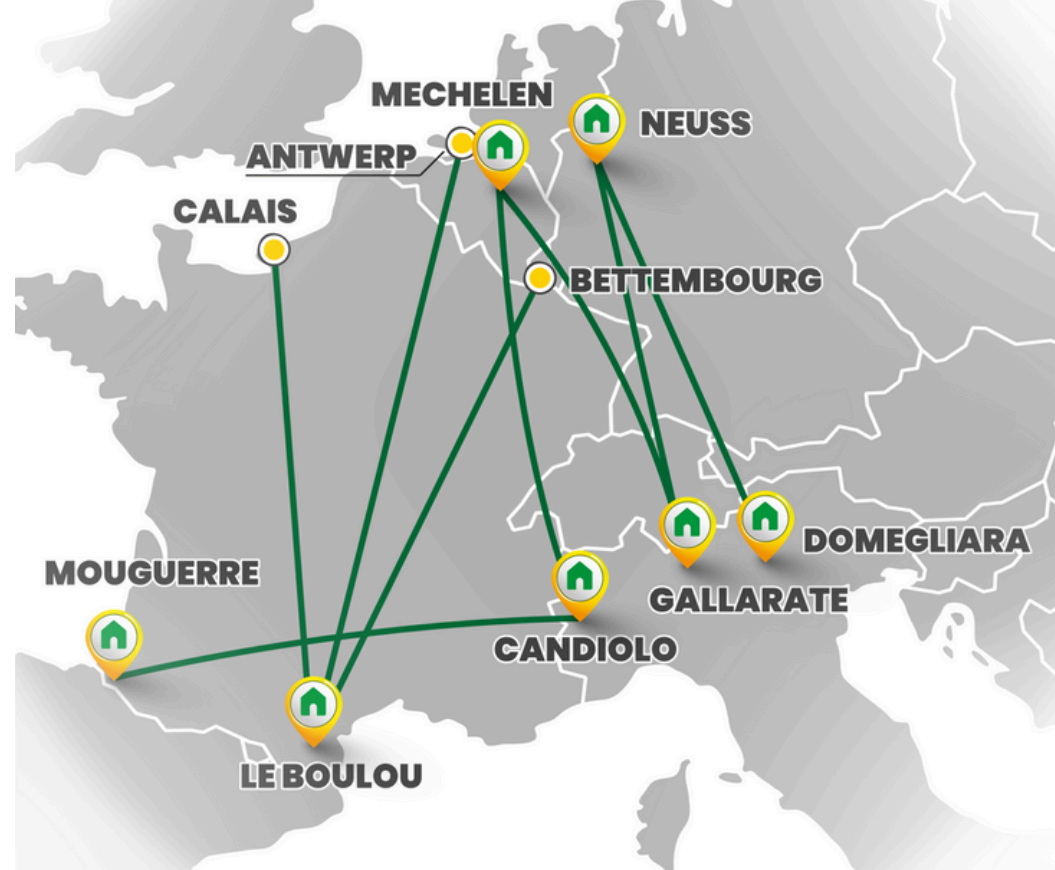 MECHELEN
NEUSS
ANTWERP
CALAIS
BETTEMBOURG
DOMEGLIARA
MOUGUERRE
GALLARATE
CANDIOLO
LE BOULOU